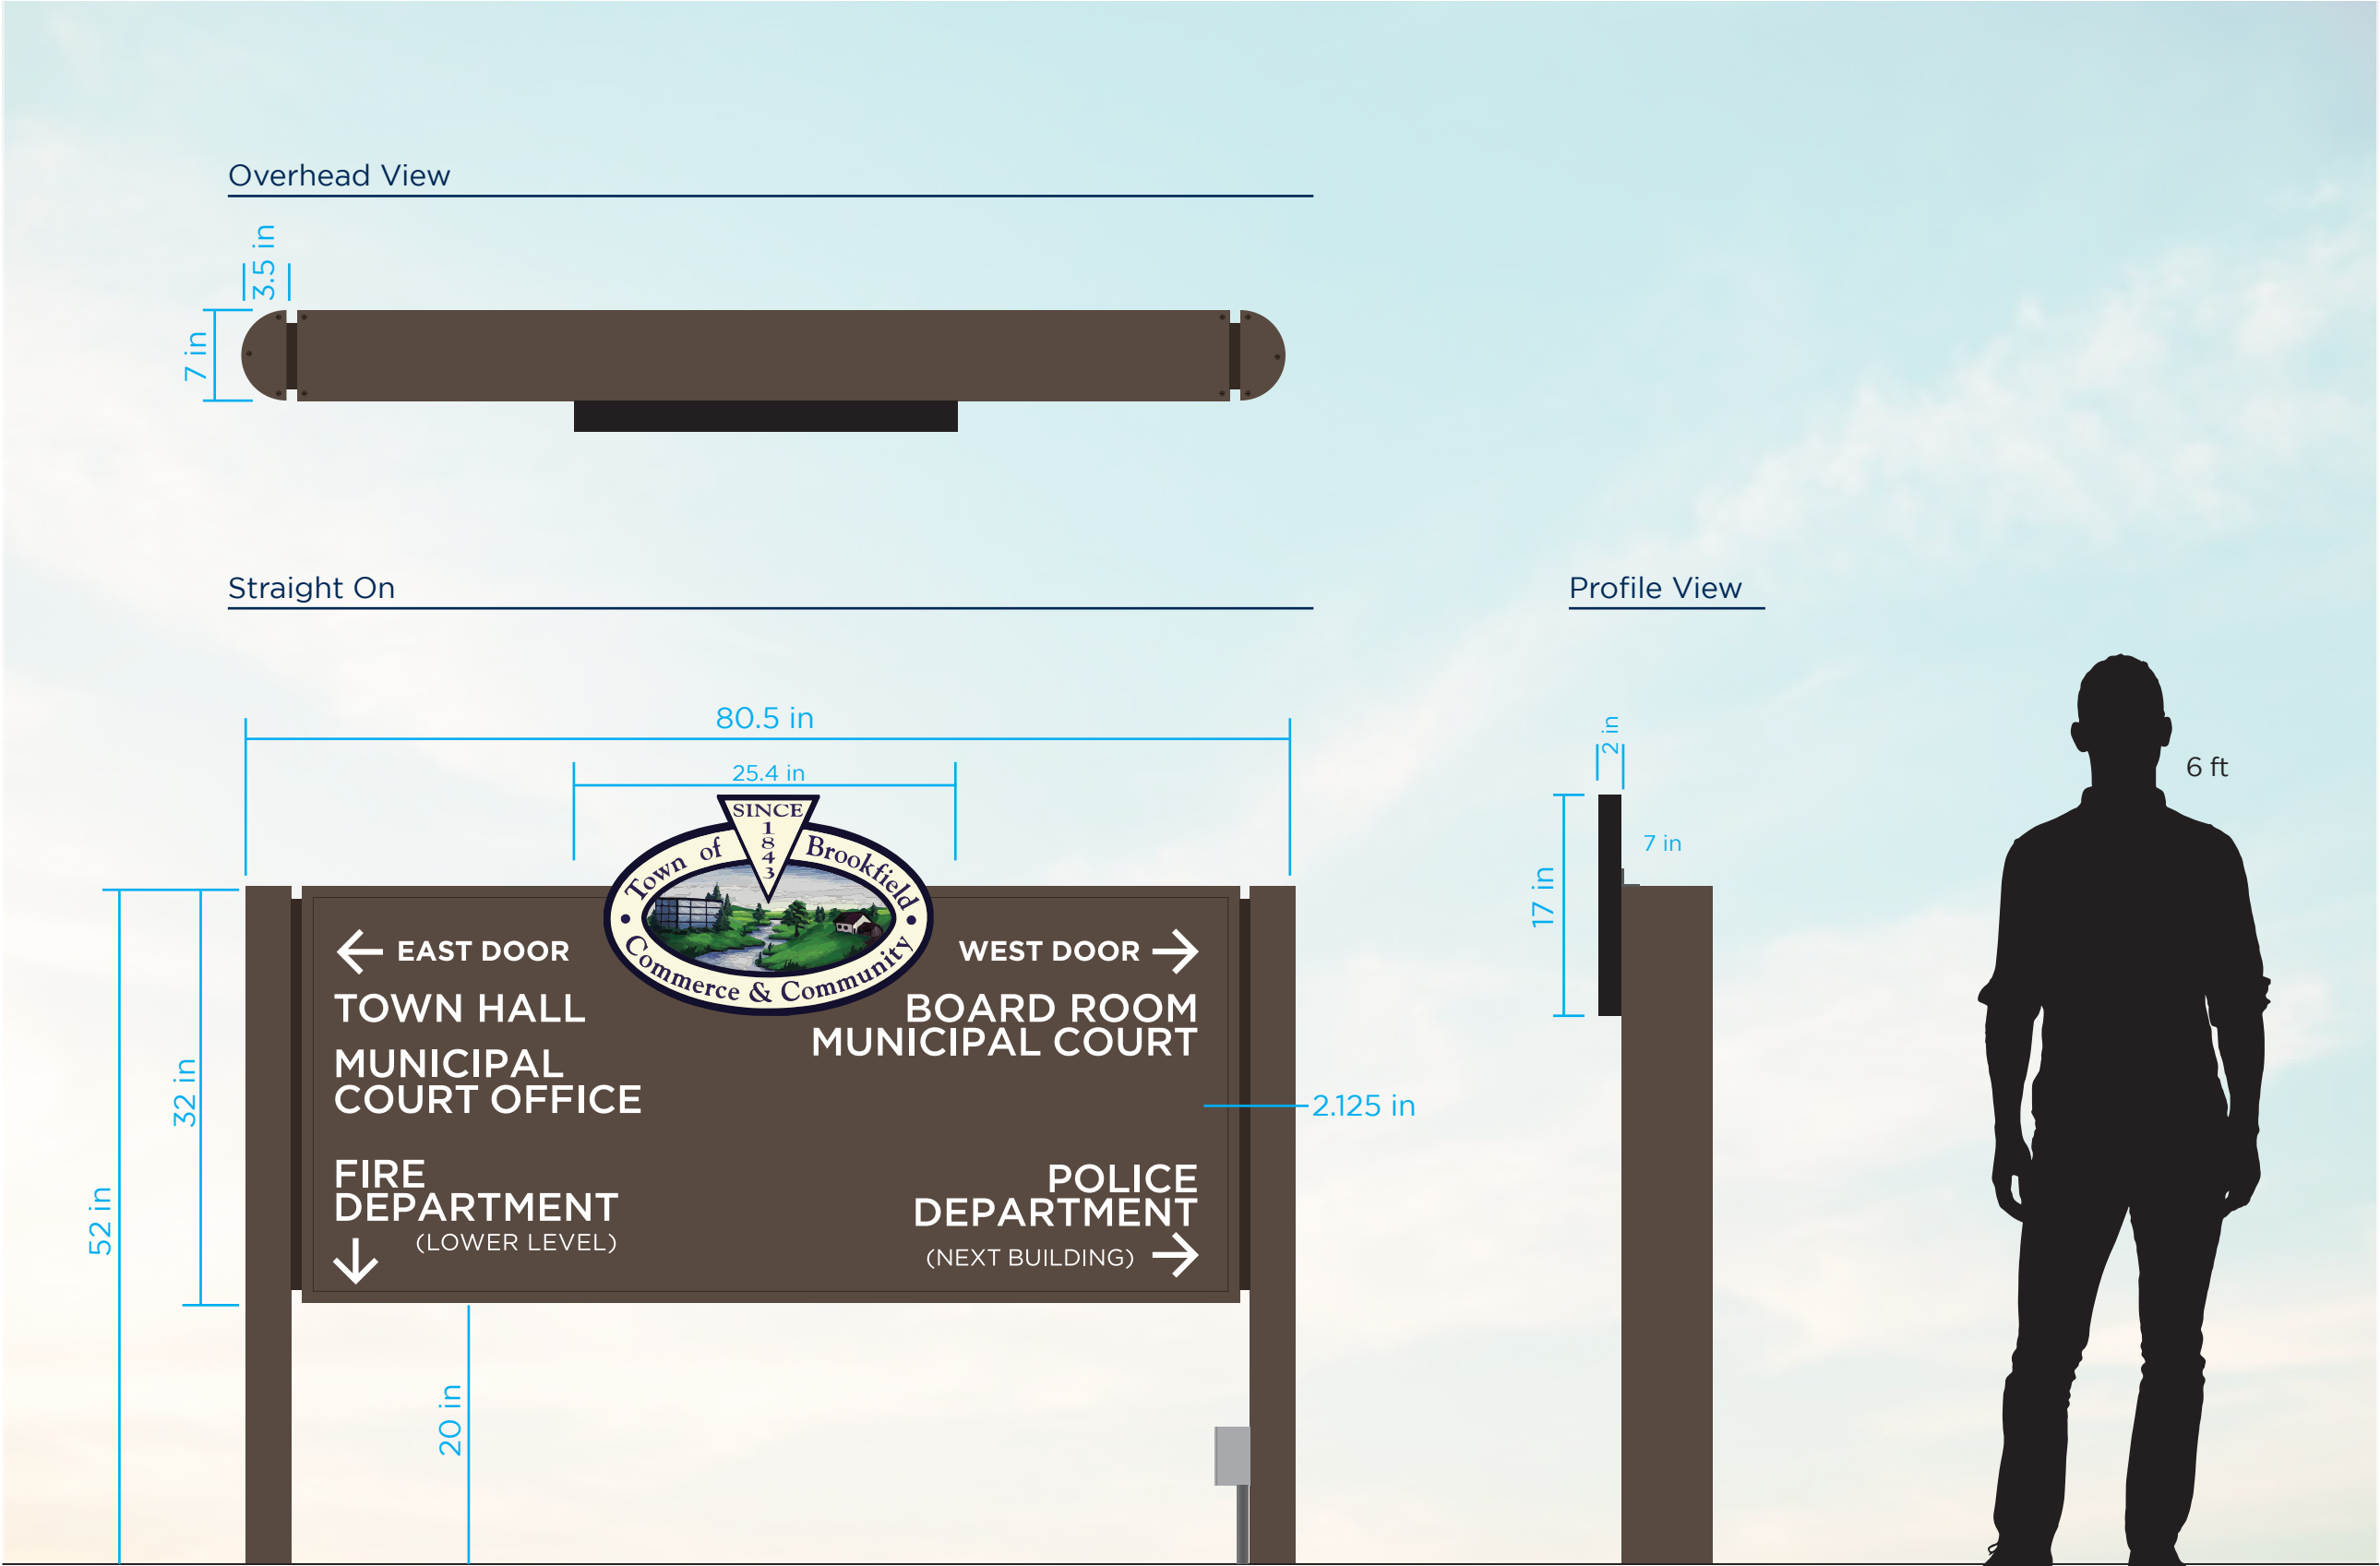 Overhead View
3.5 in
7 in
Straight On
Profile View
80.5 in
25.4 in
2 in
6 ft
7 in
17 in
SINCE
1
8
4
3
Town of Brookfield
Commerce & Community
EAST DOOR
WEST DOOR
TOWN HALL
BOARD ROOM
MUNICIPAL COURT
MUNICIPAL
COURT OFFICE
32 in
2.125 in
52 in
FIRE
DEPARTMENT
(LOWER LEVEL)
POLICE
DEPARTMENT
(NEXT BUILDING)
20 in